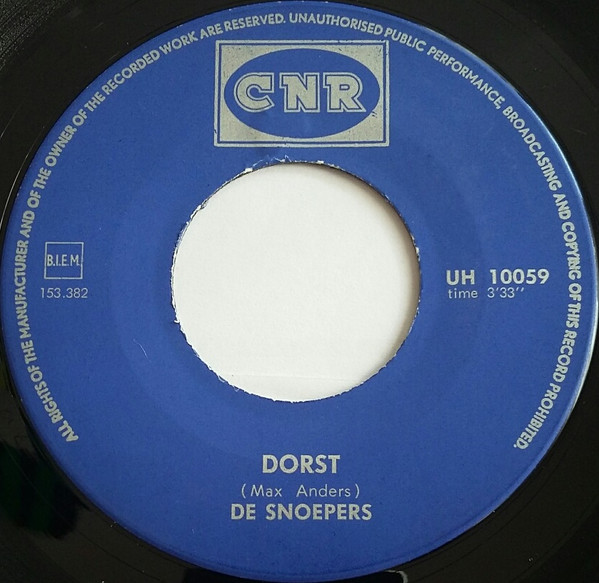 ALL RIGHTS OF THE MANUFACTURER AND OF THE OWNER OF THE RECORDED WORK ARE RESERVED. UNAUTHORISED PUBLIC PERFORMANCE, BROADCASTING AND COPYING OF THIS RECORD PROHIBITED.
CNR
B.I.E.M.
153.382
UH 10059
time 3'33''
DORST
(Max Anders)
DE SNOEPERS